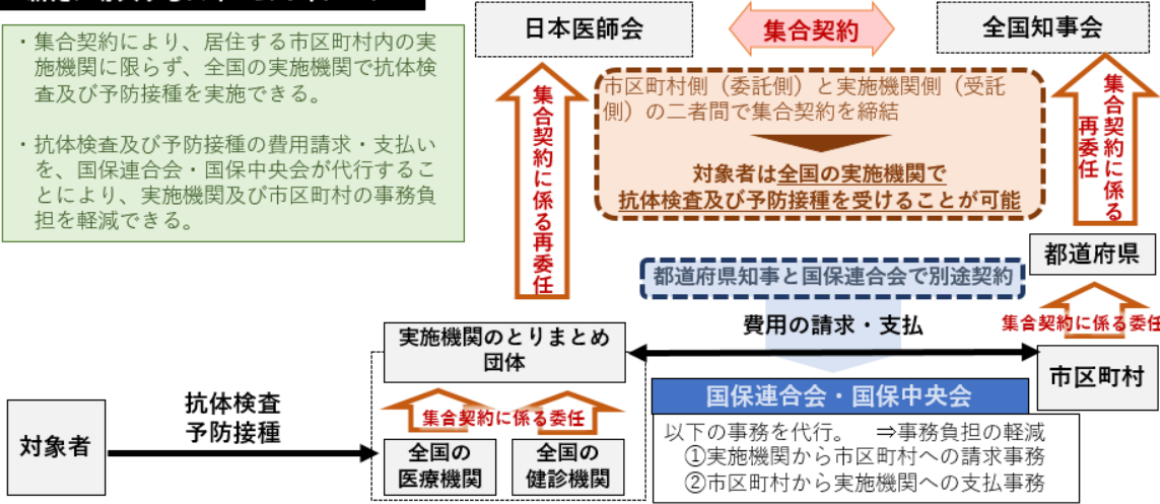 ・集合契約により、居住する市区町村内の実
施機関に限らず、全国の実施機関で抗体検
査及び予防接種を実施できる。
・抗体検査及び予防接種の費用請求・支払い
を、国保連合会・国保中央会が代行するこ
とにより、実施機関及び市区町村の事務負
担を軽減できる。
日本医師会
集合契約
全国知事会
市区町村側（委託側）と実施機関側（受託
側）の二者間で集合契約を締結
対象者は全国の実施機関で
抗体検査及び予防接種を受けることが可能
集合契約に係る再委任
集合契約に係る
再委任
都道府県
都道府県知事と国保連合会で別途契約
集合契約に係る委任
費用の請求・支払
実施機関のとりまとめ
団体
市区町村
国保連合会・国保中央会
以下の事務を代行。　⇒事務負担の軽減
①実施機関から市区町村への請求事務
②市区町村から実施機関への支払事務
対象者
抗体検査
予防接種
集合契約に係る委任
全国の
医療機関
全国の
健診機関